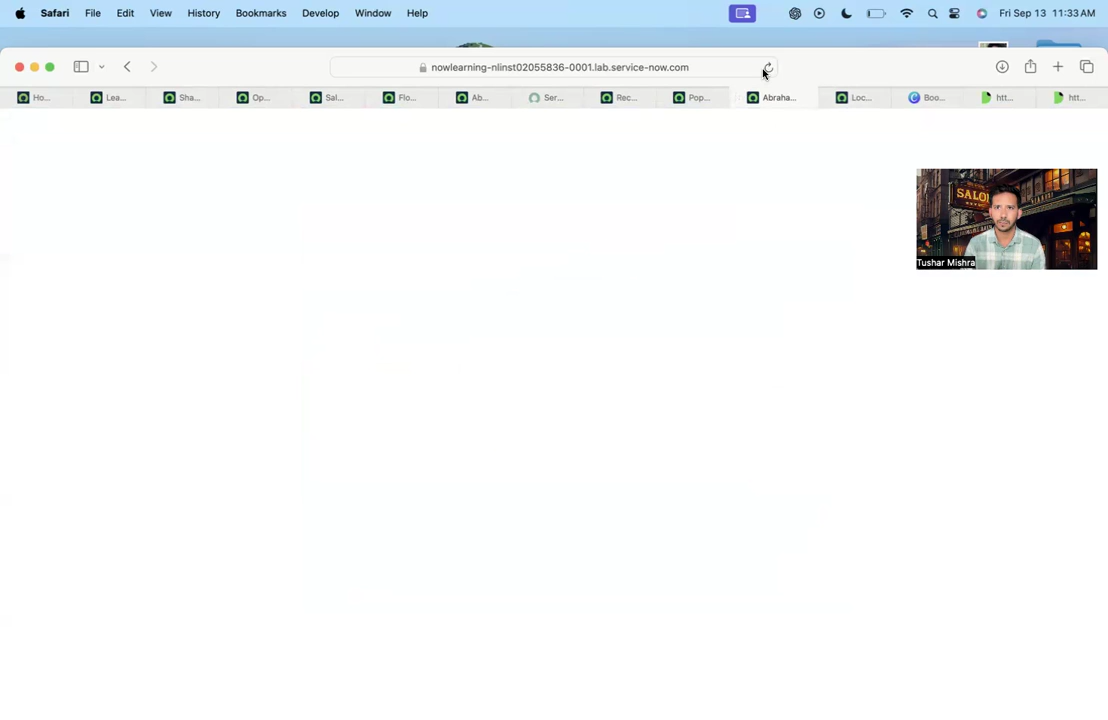 Safari File Edit View History Bookmarks Develop Window Help Fri Sep 13 11:33 AM
nowlearning-nlinst02055836-0001.lab.service-now.com
Ho... Lea... Sha... Op... Sal... Flo... Ab... Ser... Rec... Pop... Abraha... Loc... Boo... htt... htt...
SALO
Tushar Mishra